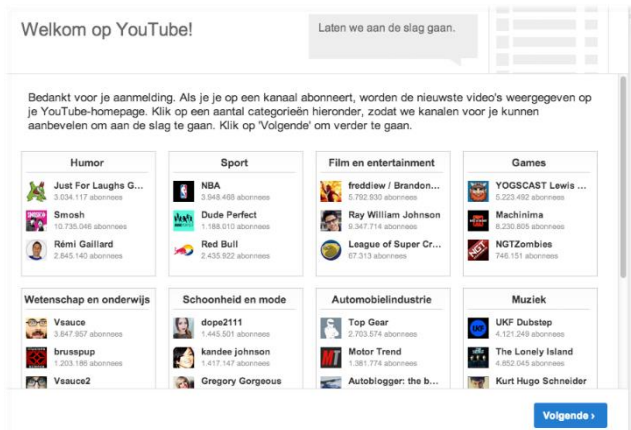 Welkom op YouTube!
Laten we aan de slag gaan.
Bedankt voor je aanmelding. Als je je op een kanaal abonneert, worden de nieuwste video's weergegeven op
je YouTube-homepage. Klik op een aantal categorieën hieronder, zodat we kanalen voor je kunnen
aanbevelen om aan de slag te gaan. Klik op 'Volgende' om verder te gaan.
Humor
Just For Laughs G...
3.034.117 abonnees
Smosh
10.735.046 abonnees
Rémi Gaillard
2.845.140 abonnees
Sport
NBA
3.948.466 abonnees
Dude Perfect
1.188.010 abonnees
Red Bull
2.435.922 abonnees
Film en entertainment
freddiew / Brandon...
5.792.930 abonnees
Ray William Johnson
9.347.714 abonnees
League of Super Cr...
67.313 abonnees
Games
YOGSCAST Lewis ...
5.223.492 abonnees
Machinima
8.230.805 abonnees
NGTZombies
746.151 abonnees
Wetenschap en onderwijs
Vsauce
3.847.957 abonnees
brusspup
1.203.186 abonnees
Vsauce2
Schoonheid en mode
dope2111
1.445.501 abonnees
kandee johnson
1.417.147 abonnees
Gregory Gorgeous
Automobielindustrie
Top Gear
2.703.574 abonnees
Motor Trend
1.361.774 abonnees
Autoblogger: the b...
Muziek
UKF Dubstep
4.121.249 abonnees
The Lonely Island
4.852.045 abonnees
Kurt Hugo Schneider
Volgende ›